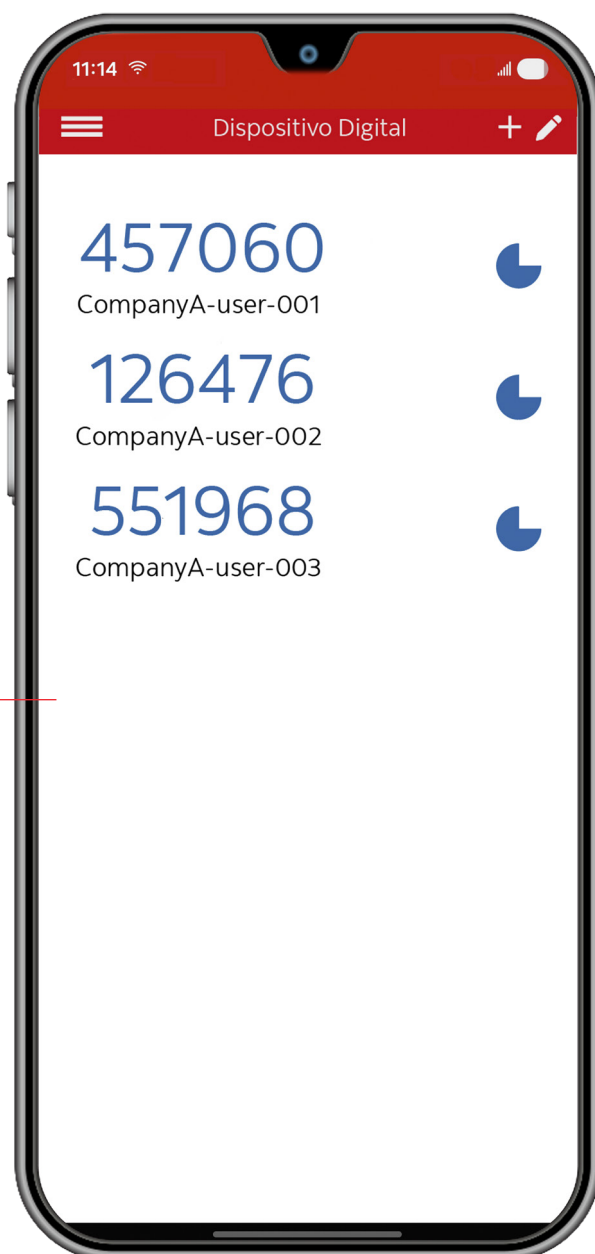 11:14
Dispositivo Digital
457060
CompanyA-user-001
126476
CompanyA-user-002
551968
CompanyA-user-003